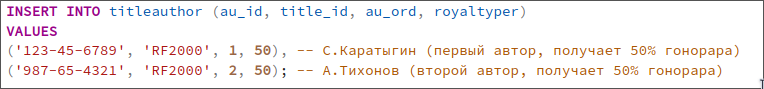 INSERT INTO titleauthor (au_id, title_id, au_ord, royaltyper)
VALUES
('123-45-6789', 'RF2000', 1, 50), -- С.Каратыгин (первый автор, получает 50% гонорара)
('987-65-4321', 'RF2000', 2, 50); -- А.Тихонов (второй автор, получает 50% гонорара)